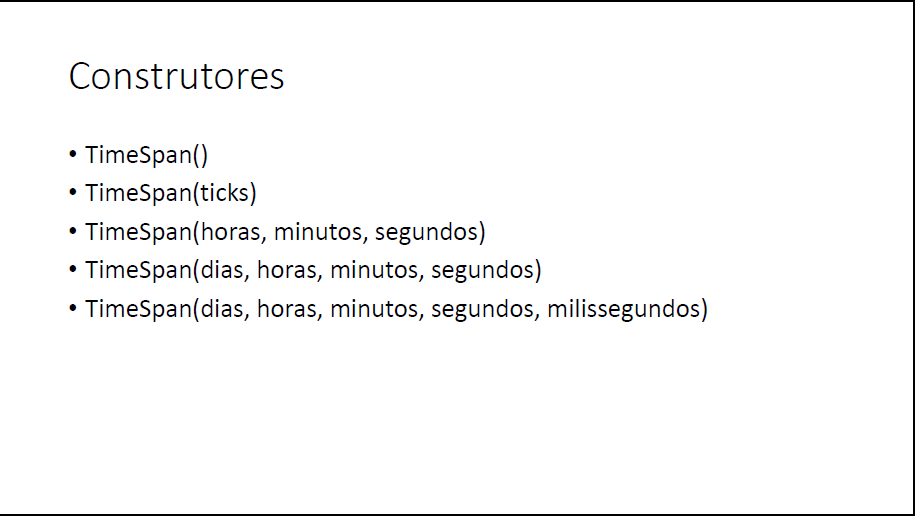 Construtores
• TimeSpan()
• TimeSpan(ticks)
• TimeSpan(horas, minutos, segundos)
• TimeSpan(dias, horas, minutos, segundos)
• TimeSpan(dias, horas, minutos, segundos, milissegundos)